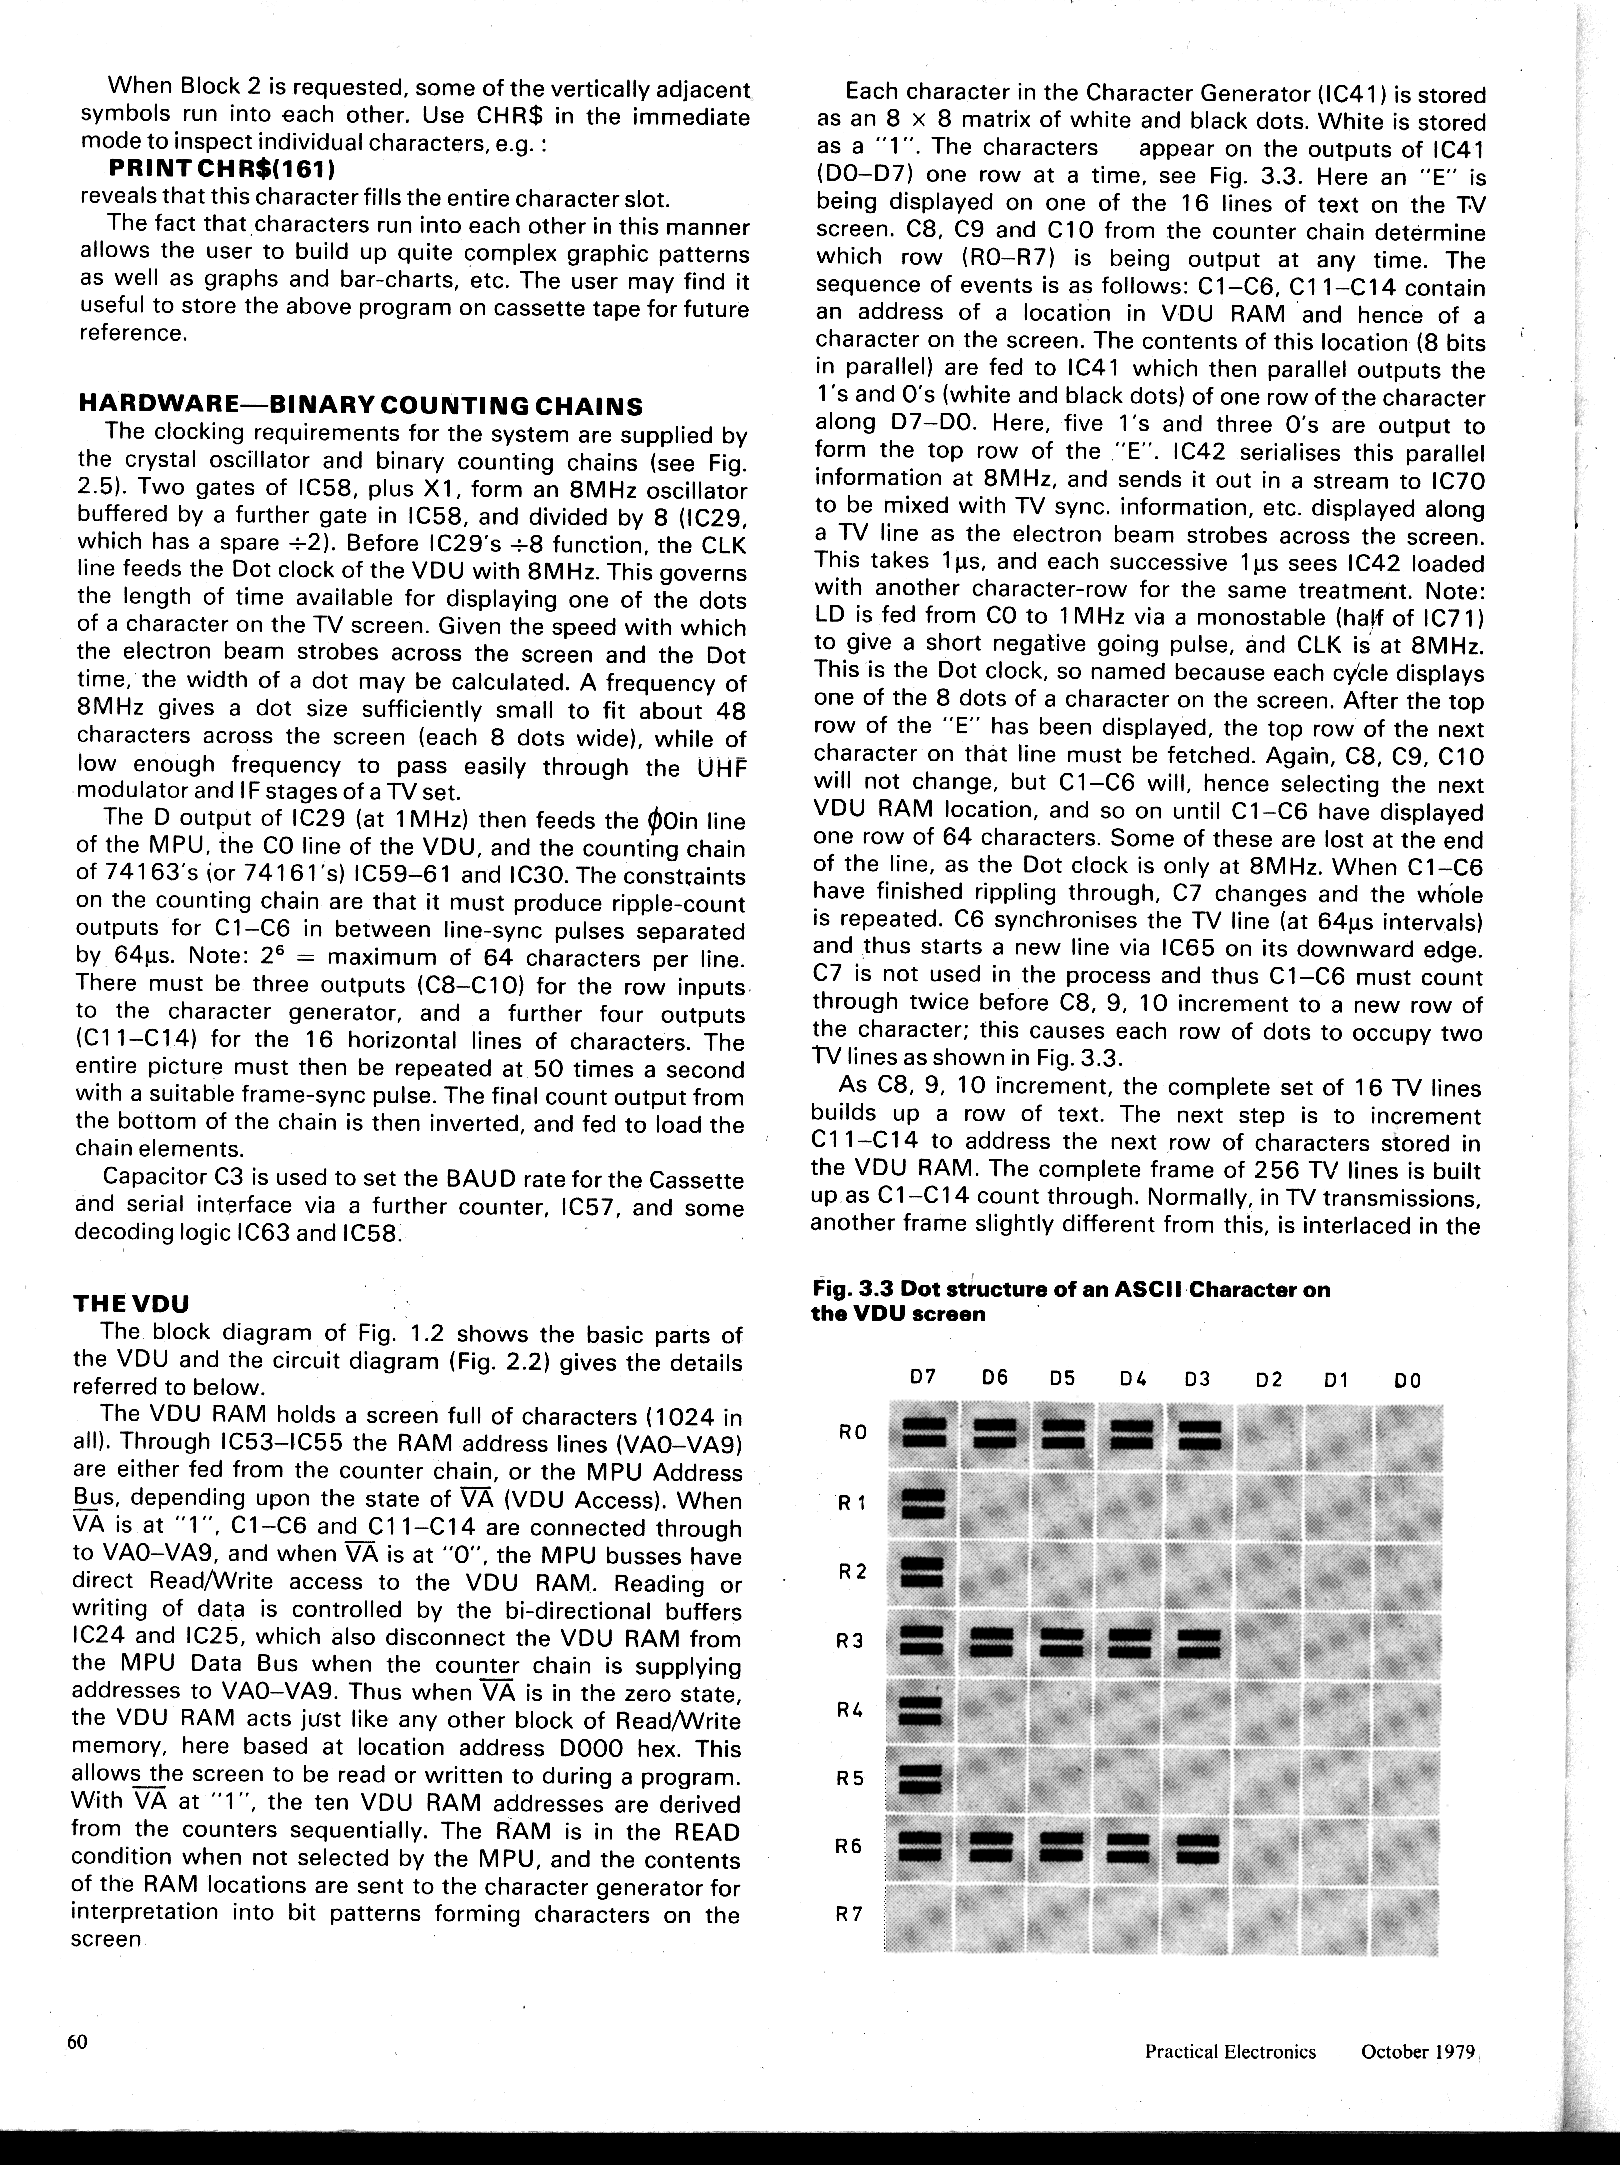 When Block 2 is requested, some of the vertically adjacent
symbols run into each other. Use CHR$ in the immediate
mode to inspect individual characters, e.g. :
PRINT CHR$(161)
reveals that this character fills the entire character slot.
The fact that characters run into each other in this manner
allows the user to build up quite complex graphic patterns
as well as graphs and bar-charts, etc. The user may find it
useful to store the above program on cassette tape for future
reference.
HARDWARE—BINARY COUNTING CHAINS
The clocking requirements for the system are supplied by
the crystal oscillator and binary counting chains (see Fig.
2.5). Two gates of IC58, plus X1, form an 8MHz oscillator
buffered by a further gate in IC58, and divided by 8 (IC29,
which has a spare ÷2). Before IC29's ÷8 function, the CLK
line feeds the Dot clock of the VDU with 8MHz. This governs
the length of time available for displaying one of the dots
of a character on the TV screen. Given the speed with which
the electron beam strobes across the screen and the Dot
time, the width of a dot may be calculated. A frequency of
8MHz gives a dot size sufficiently small to fit about 48
characters across the screen (each 8 dots wide), while of
low enough frequency to pass easily through the UHF
modulator and IF stages of a TV set.
The D output of IC29 (at 1MHz) then feeds the ϕ0in line
of the MPU, the C0 line of the VDU, and the counting chain
of 74163's (or 74161's) IC59–61 and IC30. The constraints
on the counting chain are that it must produce ripple-count
outputs for C1–C6 in between line-sync pulses separated
by 64µs. Note: 2⁶ = maximum of 64 characters per line.
There must be three outputs (C8–C10) for the row inputs
to the character generator, and a further four outputs
(C11–C14) for the 16 horizontal lines of characters. The
entire picture must then be repeated at 50 times a second
with a suitable frame-sync pulse. The final count output from
the bottom of the chain is then inverted, and fed to load the
chain elements.
Capacitor C3 is used to set the BAUD rate for the Cassette
and serial interface via a further counter, IC57, and some
decoding logic IC63 and IC58.
THE VDU
The block diagram of Fig. 1.2 shows the basic parts of
the VDU and the circuit diagram (Fig. 2.2) gives the details
referred to below.
The VDU RAM holds a screen full of characters (1024 in
all). Through IC53–IC55 the RAM address lines (VA0–VA9)
are either fed from the counter chain, or the MPU Address
Bus, depending upon the state of V̅A̅ (VDU Access). When
V̅A̅ is at "1", C1–C6 and C11–C14 are connected through
to VA0–VA9, and when V̅A̅ is at "0", the MPU busses have
direct Read/Write access to the VDU RAM. Reading or
writing of data is controlled by the bi-directional buffers
IC24 and IC25, which also disconnect the VDU RAM from
the MPU Data Bus when the counter chain is supplying
addresses to VA0–VA9. Thus when V̅A̅ is in the zero state,
the VDU RAM acts just like any other block of Read/Write
memory, here based at location address D000 hex. This
allows the screen to be read or written to during a program.
With V̅A̅ at "1", the ten VDU RAM addresses are derived
from the counters sequentially. The RAM is in the READ
condition when not selected by the MPU, and the contents
of the RAM locations are sent to the character generator for
interpretation into bit patterns forming characters on the
screen
Each character in the Character Generator (IC41) is stored
as an 8 × 8 matrix of white and black dots. White is stored
as a "1". The characters appear on the outputs of IC41
(D0–D7) one row at a time, see Fig. 3.3. Here an "E" is
being displayed on one of the 16 lines of text on the TV
screen. C8, C9 and C10 from the counter chain determine
which row (R0–R7) is being output at any time. The
sequence of events is as follows: C1–C6, C11–C14 contain
an address of a location in VDU RAM and hence of a
character on the screen. The contents of this location (8 bits
in parallel) are fed to IC41 which then parallel outputs the
1's and 0's (white and black dots) of one row of the character
along D7–D0. Here, five 1's and three 0's are output to
form the top row of the "E". IC42 serialises this parallel
information at 8MHz, and sends it out in a stream to IC70
to be mixed with TV sync. information, etc. displayed along
a TV line as the electron beam strobes across the screen.
This takes 1µs, and each successive 1µs sees IC42 loaded
with another character-row for the same treatment. Note:
LD is fed from C0 to 1MHz via a monostable (half of IC71)
to give a short negative going pulse, and CLK is at 8MHz.
This is the Dot clock, so named because each cycle displays
one of the 8 dots of a character on the screen. After the top
row of the "E" has been displayed, the top row of the next
character on that line must be fetched. Again, C8, C9, C10
will not change, but C1–C6 will, hence selecting the next
VDU RAM location, and so on until C1–C6 have displayed
one row of 64 characters. Some of these are lost at the end
of the line, as the Dot clock is only at 8MHz. When C1–C6
have finished rippling through, C7 changes and the whole
is repeated. C6 synchronises the TV line (at 64µs intervals)
and thus starts a new line via IC65 on its downward edge.
C7 is not used in the process and thus C1–C6 must count
through twice before C8, 9, 10 increment to a new row of
the character; this causes each row of dots to occupy two
TV lines as shown in Fig. 3.3.
As C8, 9, 10 increment, the complete set of 16 TV lines
builds up a row of text. The next step is to increment
C11–C14 to address the next row of characters stored in
the VDU RAM. The complete frame of 256 TV lines is built
up as C1–C14 count through. Normally, in TV transmissions,
another frame slightly different from this, is interlaced in the
Fig. 3.3 Dot structure of an ASCII Character on
the VDU screen
D7 D6 D5 D4 D3 D2 D1 D0
R0
R1
R2
R3
R4
R5
R6
R7
60
Practical Electronics October 1979